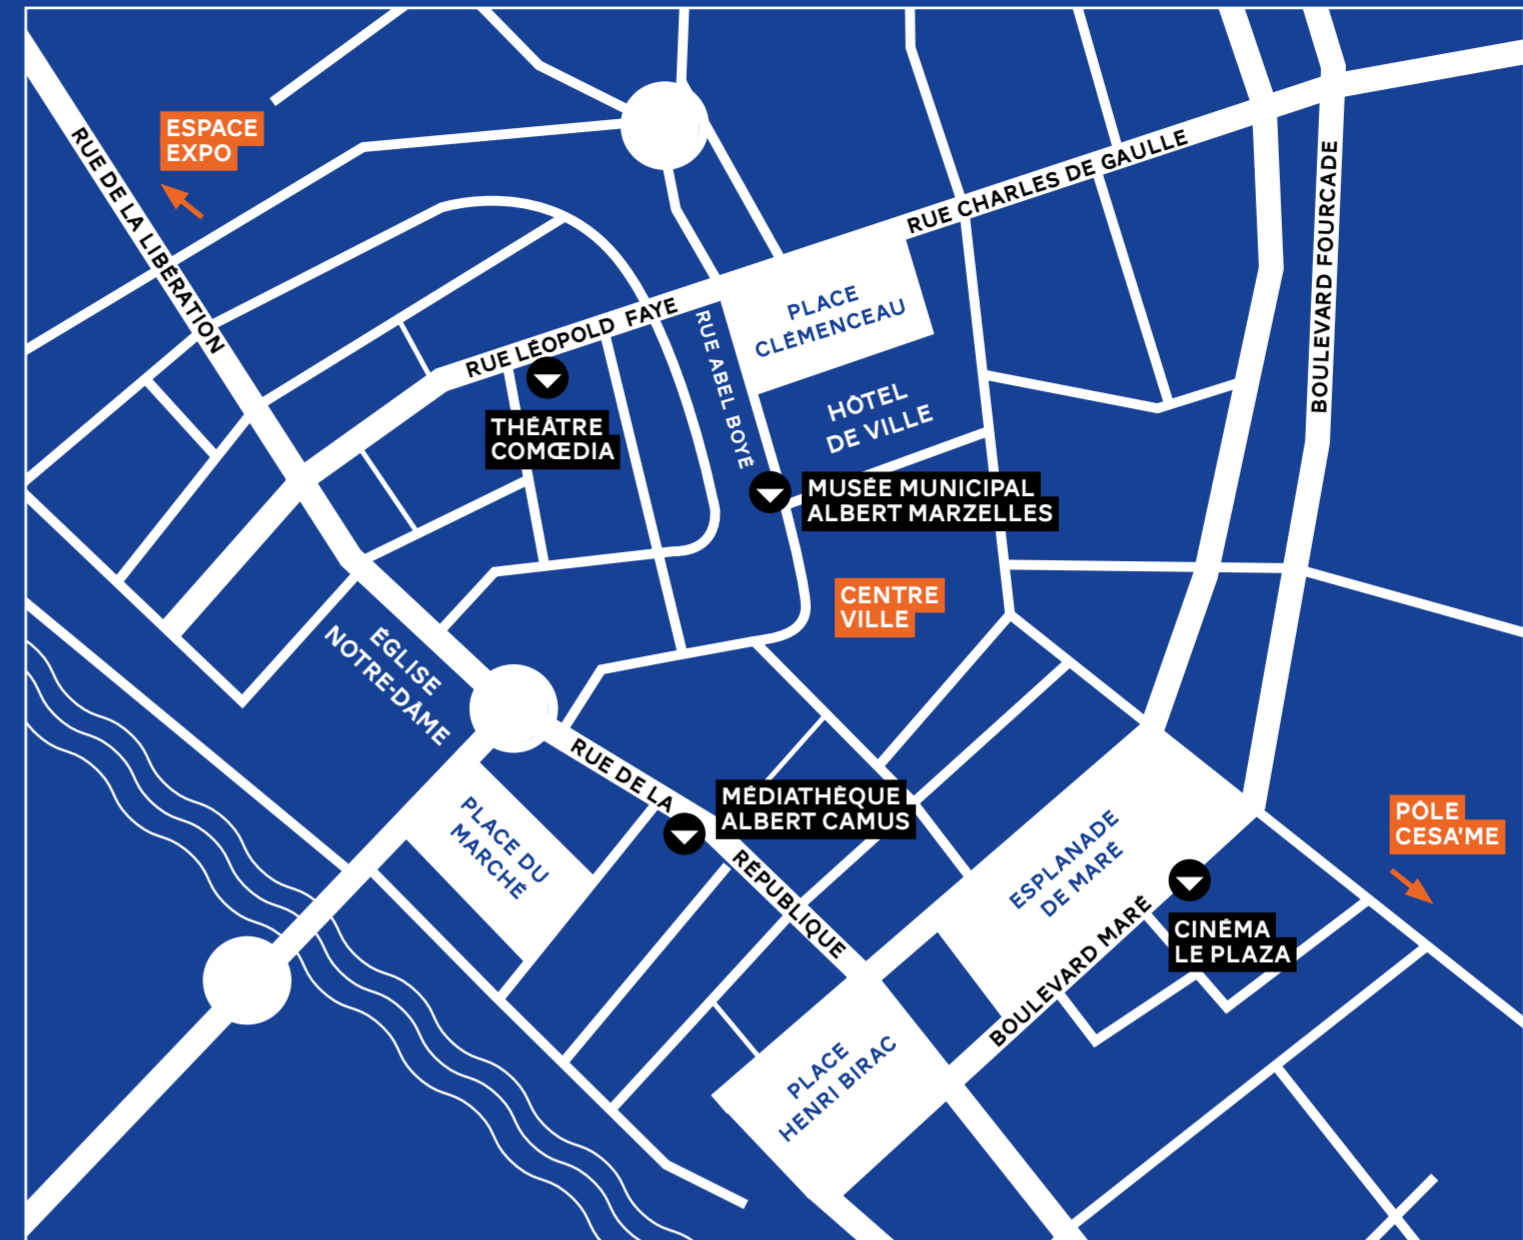 ESPACE
EXPO
RUE DE LA LIBÉRATION
RUE CHARLES DE GAULLE
BOULEVARD FOURCADE
PLACE
CLÉMENCEAU
RUE LÉOPOLD FAYE
RUE ABEL BOYÉ
THÉÂTRE
COMŒDIA
HÔTEL
DE VILLE
MUSÉE MUNICIPAL
ALBERT MARZELLES
CENTRE
VILLE
ÉGLISE
NOTRE-DAME
RUE DE LA
RÉPUBLIQUE
MÉDIATHÈQUE
ALBERT CAMUS
PLACE DU
MARCHÉ
ESPLANADE
DE MARÉ
PÔLE
CESA'ME
BOULEVARD MARÉ
CINÉMA
LE PLAZA
PLACE
HENRI BIRAC